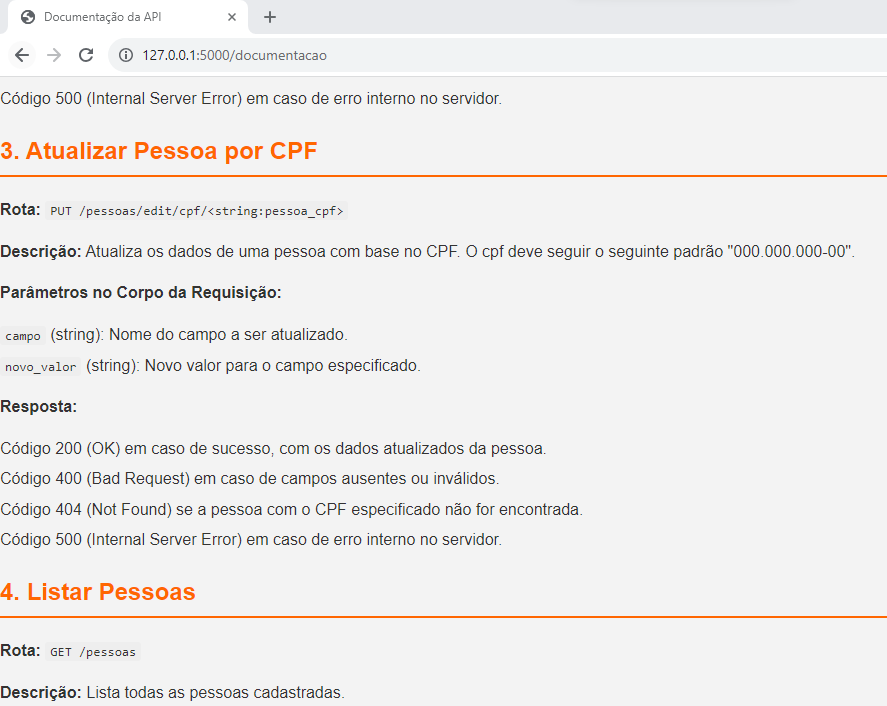 Documentação da API
127.0.0.1:5000/documentacao
Código 500 (Internal Server Error) em caso de erro interno no servidor.
3. Atualizar Pessoa por CPF
Rota: PUT /pessoas/edit/cpf/<string:pessoa_cpf>
Descrição: Atualiza os dados de uma pessoa com base no CPF. O cpf deve seguir o seguinte padrão "000.000.000-00".
Parâmetros no Corpo da Requisição:
campo (string): Nome do campo a ser atualizado.
novo_valor (string): Novo valor para o campo especificado.
Resposta:
Código 200 (OK) em caso de sucesso, com os dados atualizados da pessoa.
Código 400 (Bad Request) em caso de campos ausentes ou inválidos.
Código 404 (Not Found) se a pessoa com o CPF especificado não for encontrada.
Código 500 (Internal Server Error) em caso de erro interno no servidor.
4. Listar Pessoas
Rota: GET /pessoas
Descrição: Lista todas as pessoas cadastradas.